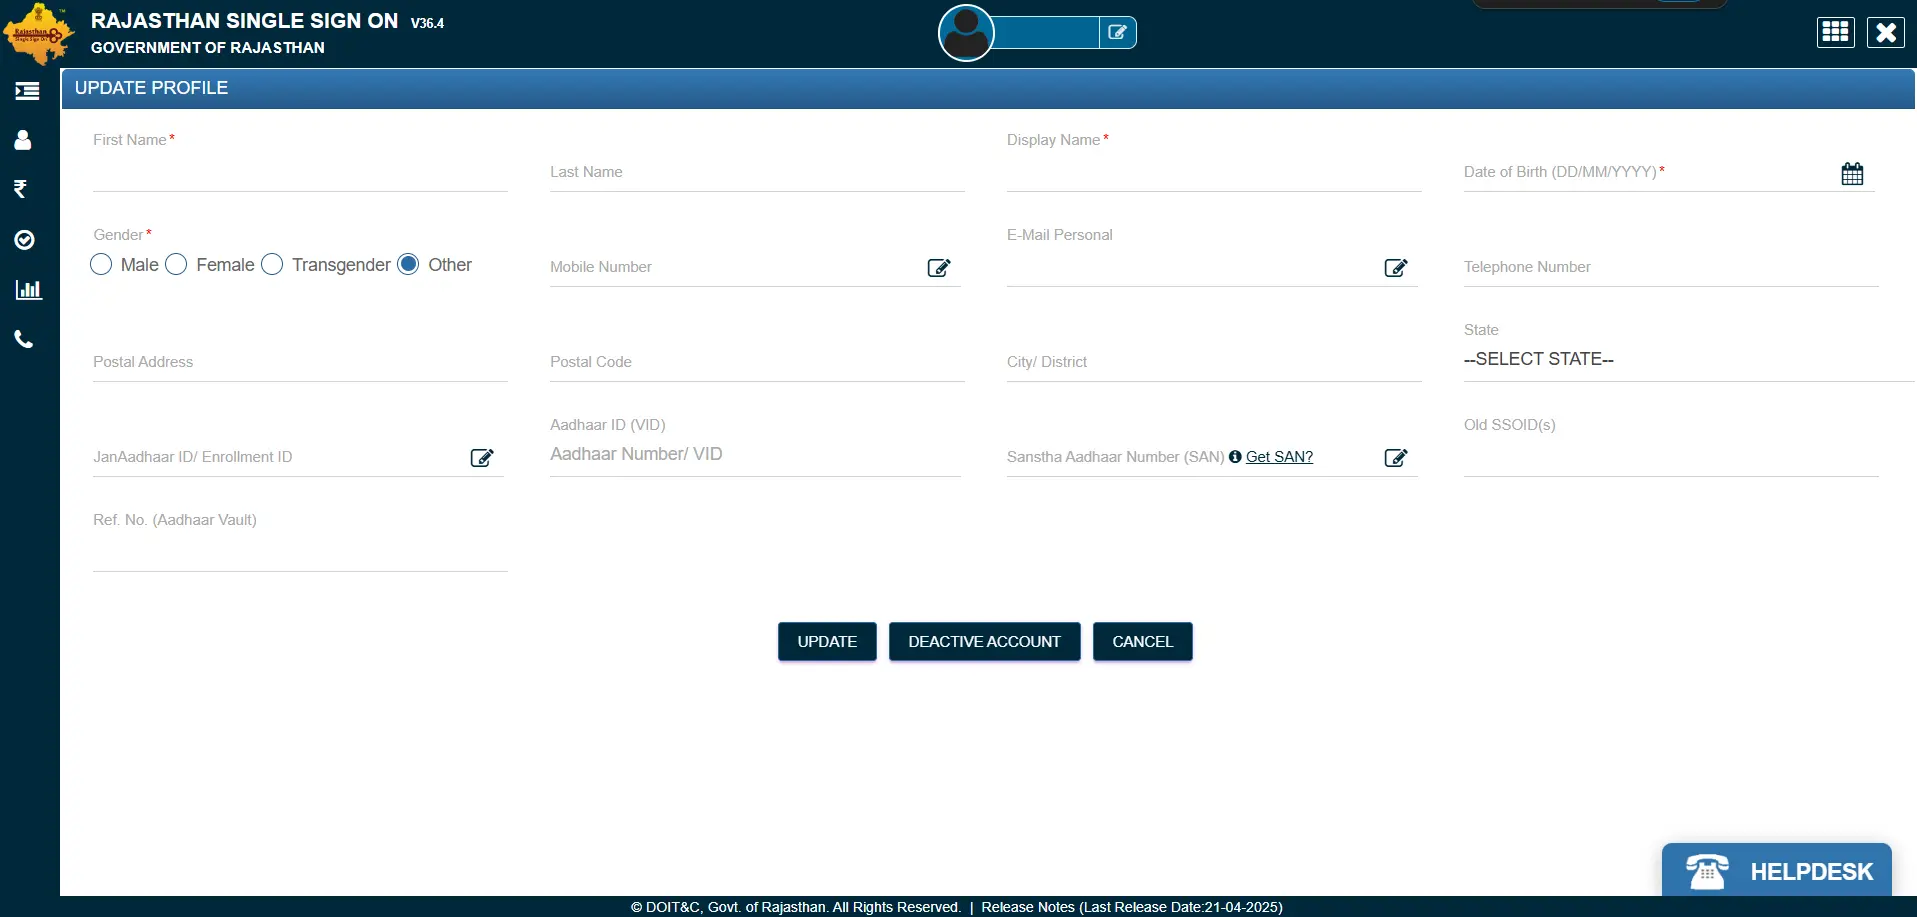 RAJASTHAN SINGLE SIGN ON V36.4
GOVERNMENT OF RAJASTHAN
UPDATE PROFILE
First Name*
Last Name
Display Name*
Date of Birth (DD/MM/YYYY)*
Gender*
Male Female Transgender Other
Mobile Number
E-Mail Personal
Telephone Number
Postal Address
Postal Code
City/ District
State
--SELECT STATE--
JanAadhaar ID/ Enrollment ID
Aadhaar ID (VID)
Aadhaar Number/ VID
Sanstha Aadhaar Number (SAN) Get SAN?
Old SSOID(s)
Ref. No. (Aadhaar Vault)
UPDATE
DEACTIVE ACCOUNT
CANCEL
HELPDESK
© DOIT&C, Govt. of Rajasthan. All Rights Reserved. | Release Notes (Last Release Date:21-04-2025)